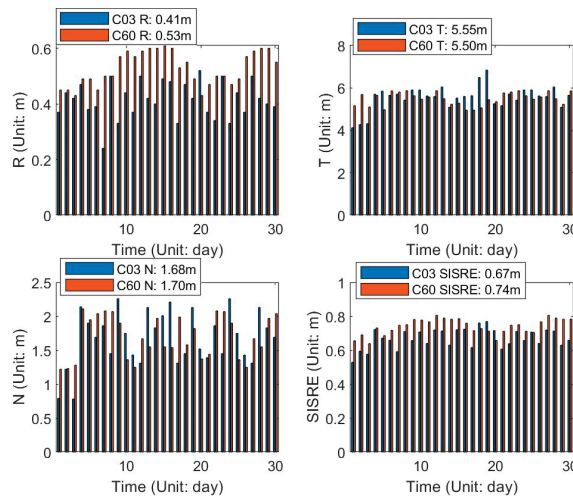 C03 R: 0.41m
C60 R: 0.53m
0.6
0.4
0.2
0
R (Unit: m)
10
20
30
Time (Unit: day)
C03 T: 5.55m
C60 T: 5.50m
8
6
4
2
0
T (Unit: m)
10
20
30
Time (Unit: day)
C03 N: 1.68m
C60 N: 1.70m
2.5
2
1.5
1
0.5
0
N (Unit: m)
10
20
30
Time (Unit: day)
C03 SISRE: 0.67m
C60 SISRE: 0.74m
1
0.8
0.6
0.4
0.2
0
SISRE (Unit: m)
10
20
30
Time (Unit: day)